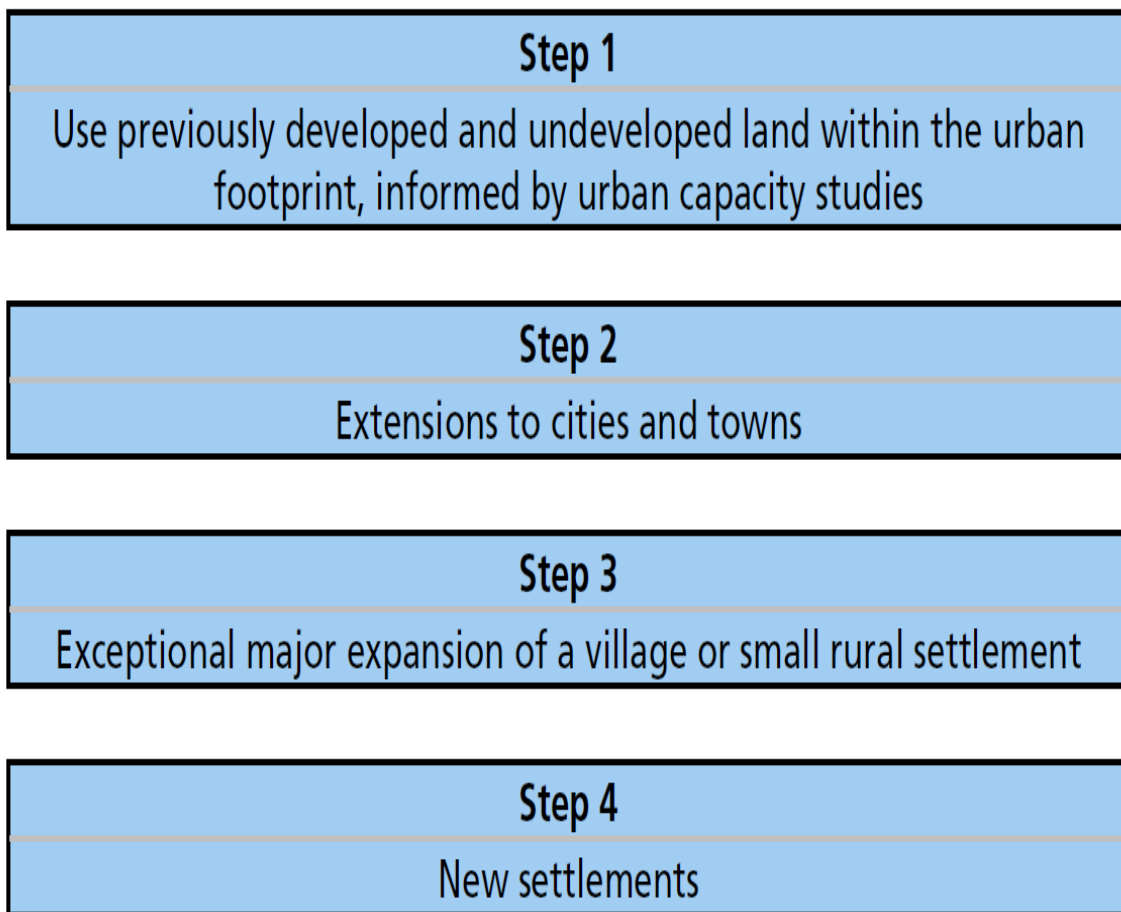 Step 1
Use previously developed and undeveloped land within the urban
footprint, informed by urban capacity studies
Step 2
Extensions to cities and towns
Step 3
Exceptional major expansion of a village or small rural settlement
Step 4
New settlements